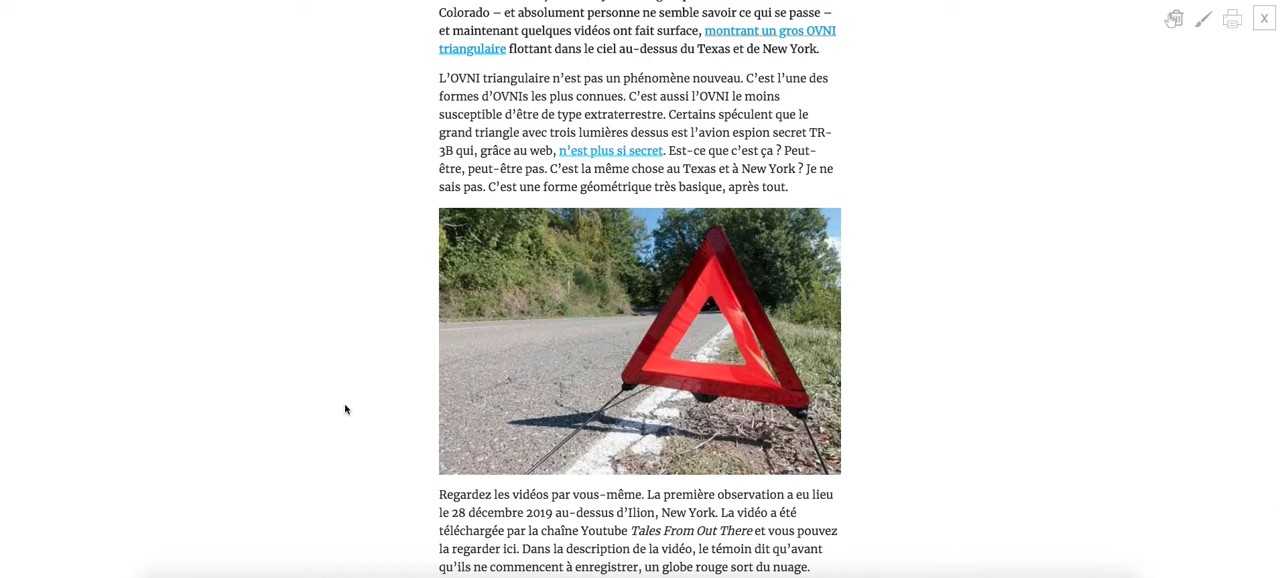 Colorado – et absolument personne ne semble savoir ce qui se passe –
et maintenant quelques vidéos ont fait surface, montrant un gros OVNI
triangulaire flottant dans le ciel au-dessus du Texas et de New York.
L’OVNI triangulaire n’est pas un phénomène nouveau. C’est l’une des
formes d’OVNIs les plus connues. C’est aussi l’OVNI le moins
susceptible d’être de type extraterrestre. Certains spéculent que le
grand triangle avec trois lumières dessus est l’avion espion secret TR-
3B qui, grâce au web, n’est plus si secret. Est-ce que c’est ça ? Peut-
être, peut-être pas. C’est la même chose au Texas et à New York ? Je ne
sais pas. C’est une forme géométrique très basique, après tout.
Regardez les vidéos par vous-même. La première observation a eu lieu
le 28 décembre 2019 au-dessus d’Ilion, New York. La vidéo a été
téléchargée par la chaîne Youtube Tales From Out There et vous pouvez
la regarder ici. Dans la description de la vidéo, le témoin dit qu’avant
qu’ils ne commencent à enregistrer, un globe rouge sort du nuage.
X